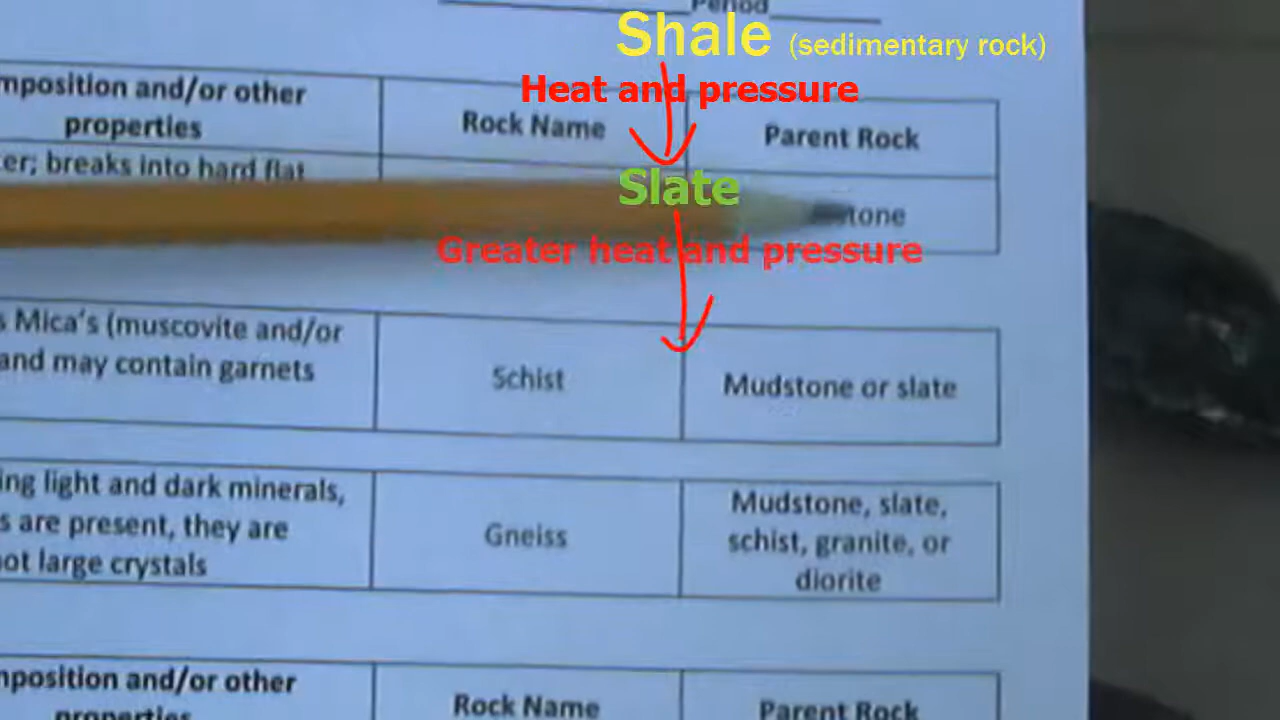 Period
Shale (sedimentary rock)
Heat and pressure
mposition and/or other
properties
Rock Name
Parent Rock
er; breaks into hard flat
Slate
tone
Greater heat and pressure
s Mica's (muscovite and/or
and may contain garnets
Schist
Mudstone or slate
ing light and dark minerals,
s are present, they are
not large crystals
Gneiss
Mudstone, slate,
schist, granite, or
diorite
mposition and/or other
properties
Rock Name
Parent Rock